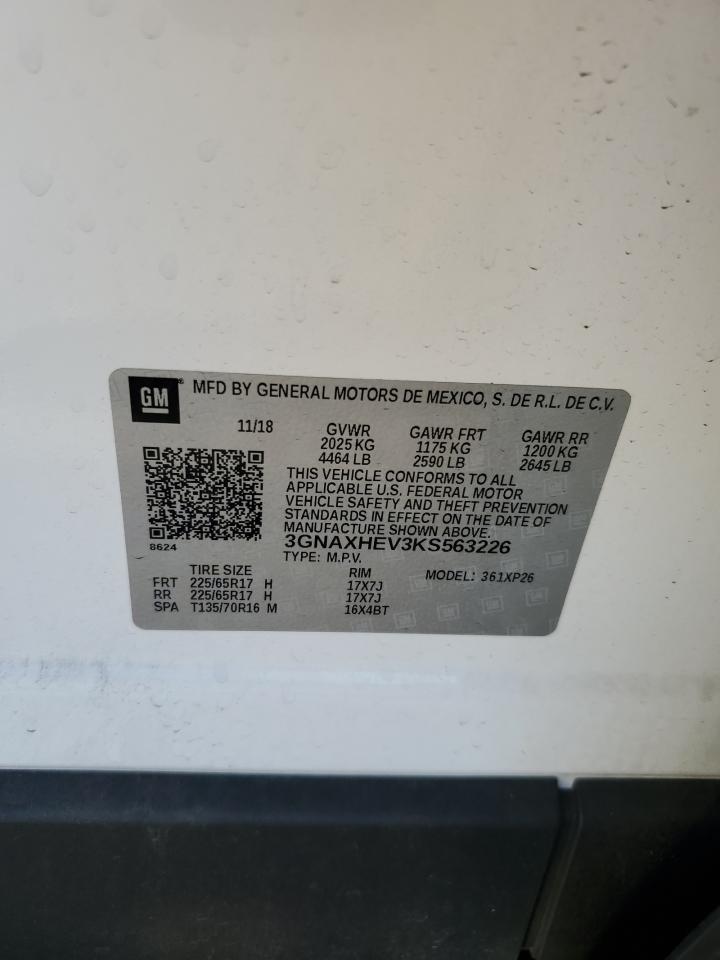 GM® MFD BY GENERAL MOTORS DE MEXICO, S. DE R.L. DE C.V.
11/18 GVWR GAWR FRT GAWR RR
2025 KG 1175 KG 1200 KG
4464 LB 2590 LB 2645 LB
THIS VEHICLE CONFORMS TO ALL
APPLICABLE U.S. FEDERAL MOTOR
VEHICLE SAFETY AND THEFT PREVENTION
STANDARDS IN EFFECT ON THE DATE OF
MANUFACTURE SHOWN ABOVE.
8624 3GNAXHEV3KS563226
TYPE: M.P.V.
TIRE SIZE RIM MODEL: 361XP26
FRT 225/65R17 H 17X7J
RR 225/65R17 H 17X7J
SPA T135/70R16 M 16X4BT